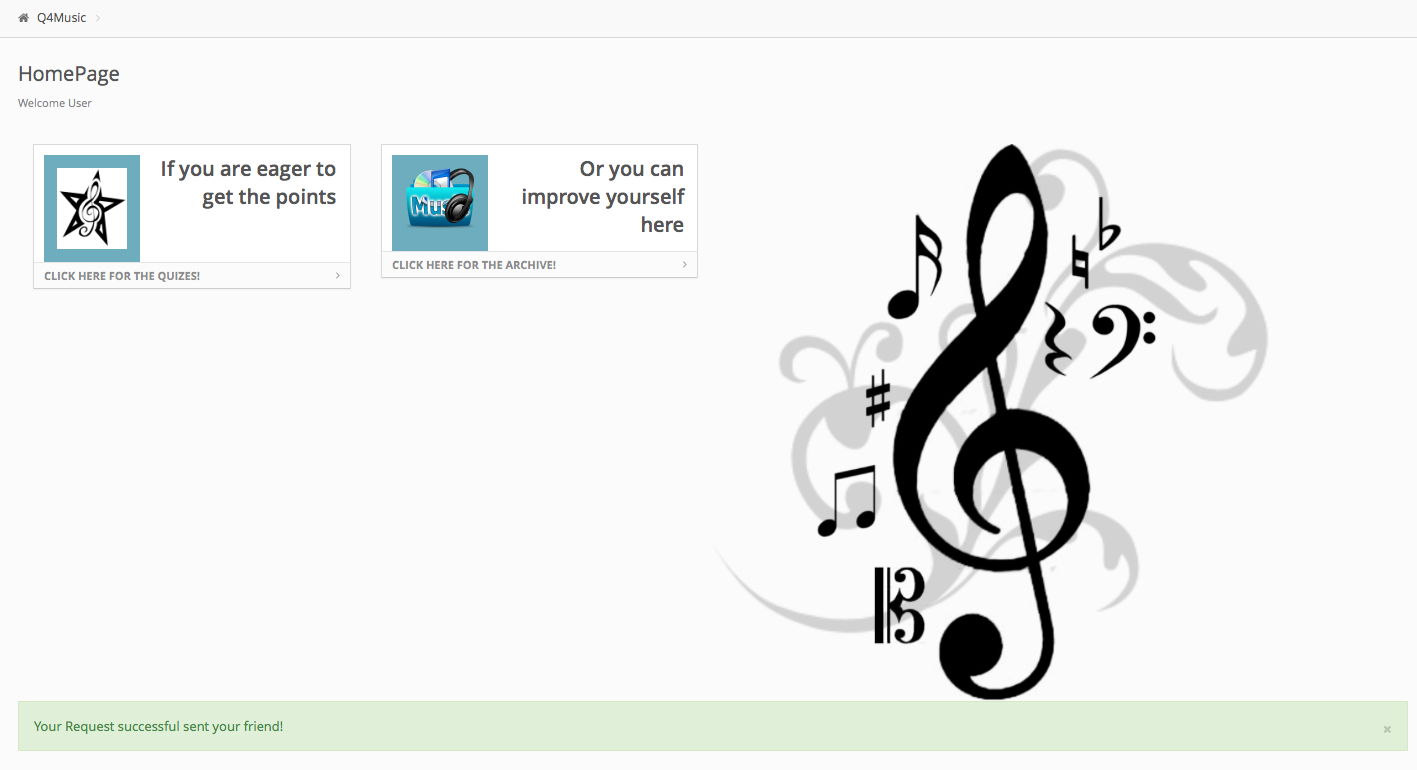 Q4Music
HomePage
Welcome User
If you are eager to
get the points
CLICK HERE FOR THE QUIZES!
Or you can
improve yourself
here
Music
CLICK HERE FOR THE ARCHIVE!
Your Request successful sent your friend!